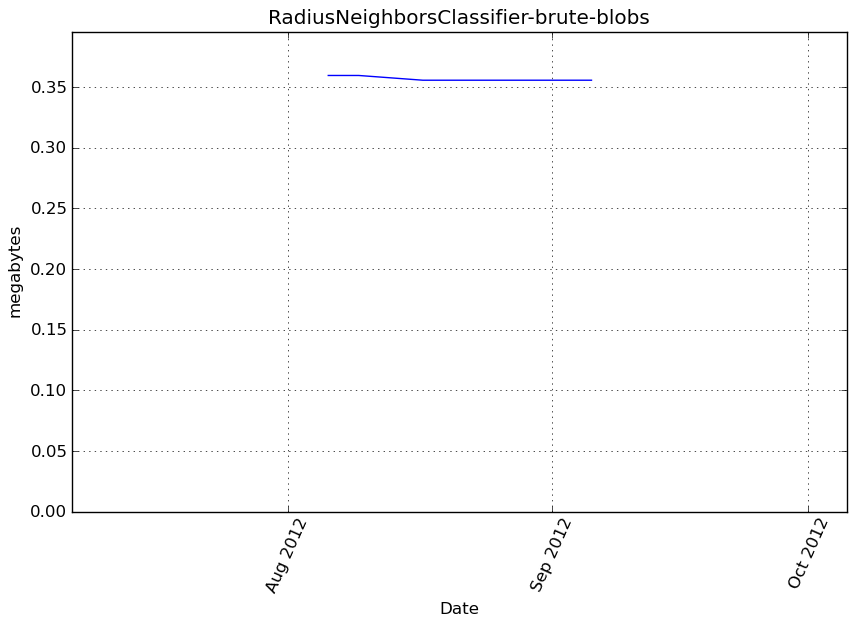 RadiusNeighborsClassifier-brute-blobs
0.35
0.30
0.25
0.20
0.15
0.10
0.05
0.00
megabytes
Aug 2012
Sep 2012
Oct 2012
Date